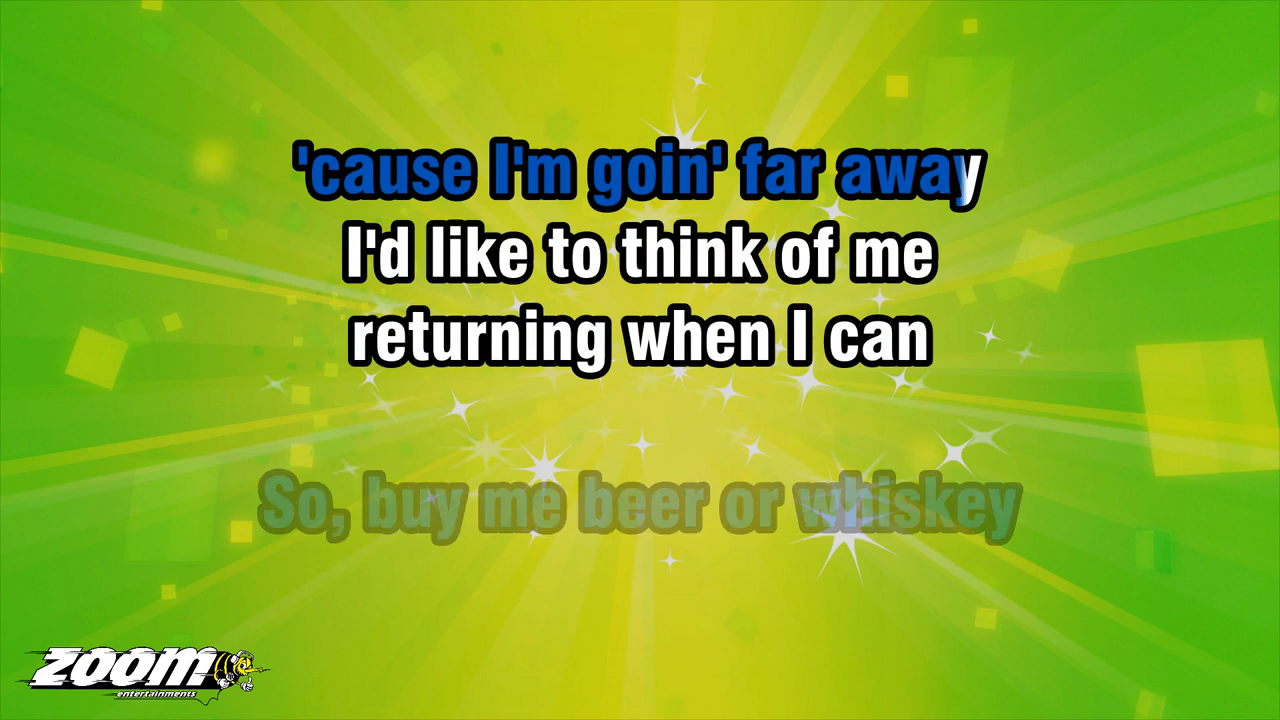 'cause I'm goin' far away
I'd like to think of me
returning when I can
So, buy me beer or whiskey
zoom
entertainments